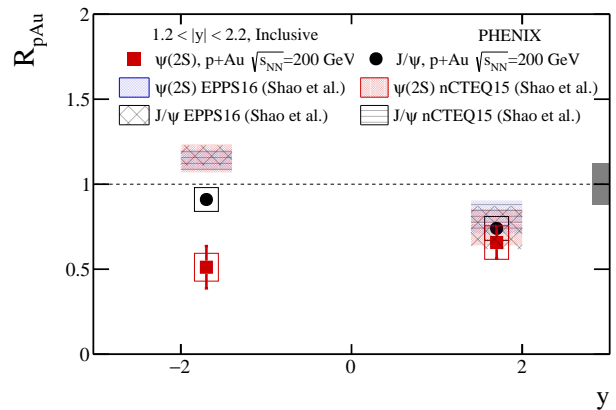 1.2 < |y| < 2.2, Inclusive PHENIX
ψ(2S), p+Au √s_NN=200 GeV J/ψ, p+Au √s_NN=200 GeV
ψ(2S) EPPS16 (Shao et al.) ψ(2S) nCTEQ15 (Shao et al.)
J/ψ EPPS16 (Shao et al.) J/ψ nCTEQ15 (Shao et al.)
R_pAu
2
1.5
1
0.5
0
−2 0 2
y